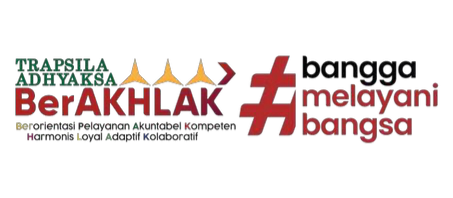 TRAPSILA
ADHYAKSA
BerAKHLAK
Berorientasi Pelayanan Akuntabel Kompeten
Harmonis Loyal Adaptif Kolaboratif
#bangga
melayani
bangsa